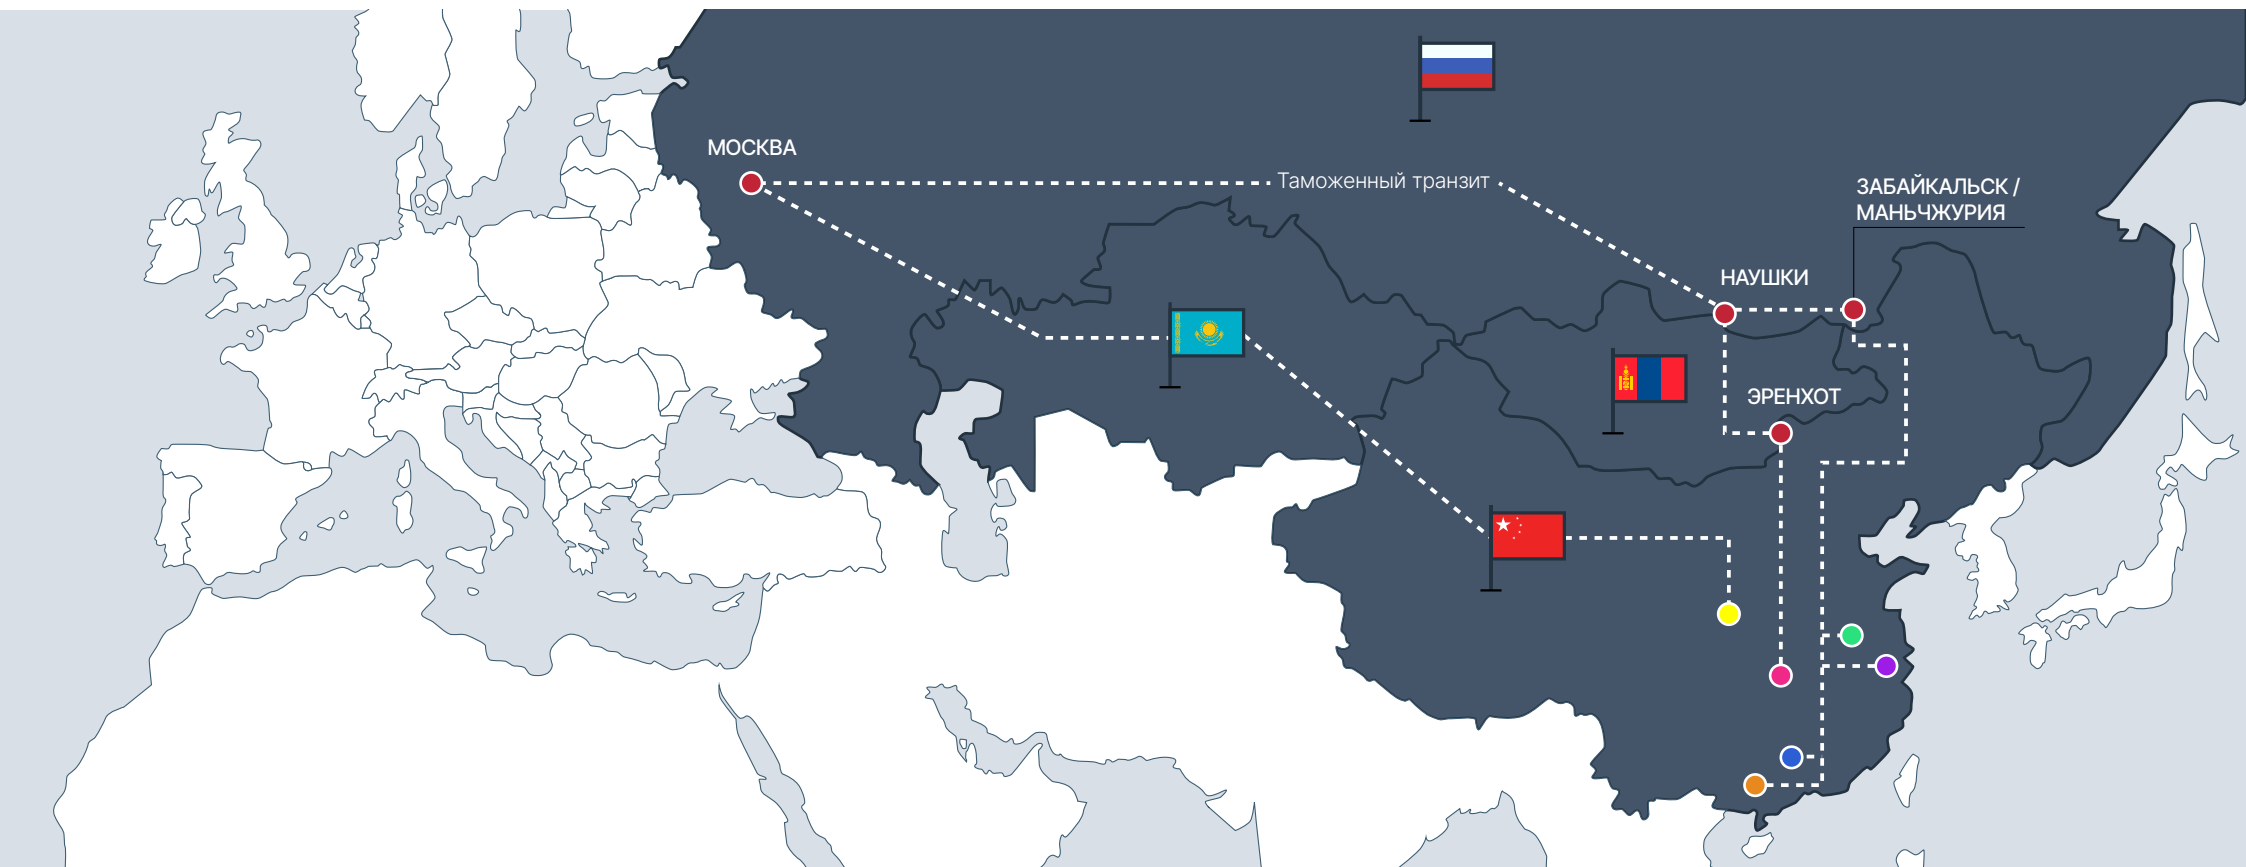 МОСКВА
Таможенный транзит
ЗАБАЙКАЛЬСК /
МАНЬЧЖУРИЯ
НАУШКИ
ЭРЕНХОТ